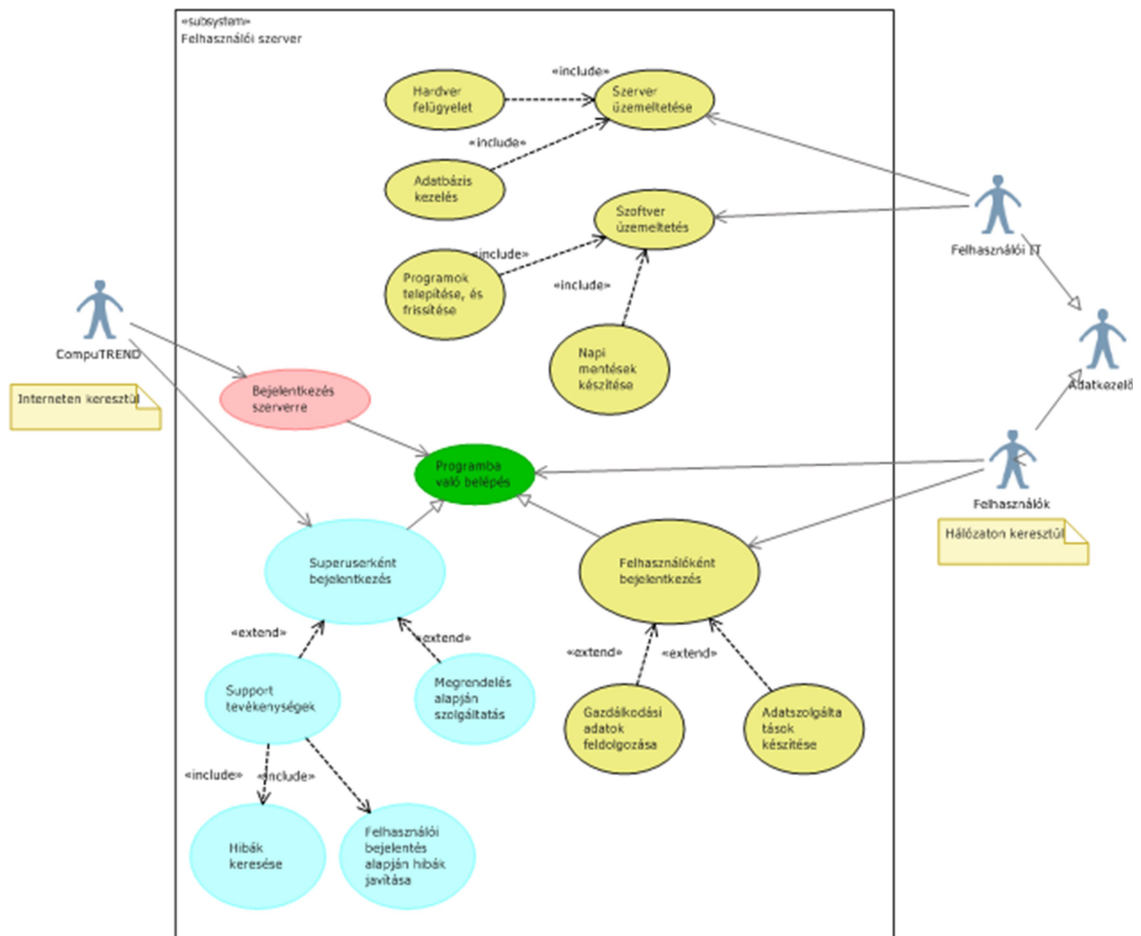 «subsystem»
Felhasználói szerver
«include»
Hardver
felügyelet
Szerver
üzemeltetése
«include»
Adatbázis
kezelés
Szoftver
üzemeltetés
Felhasználói IT
«include»
Programok
telepítése, és
frissítése
«include»
Napi
mentések
készítése
CompuTREND
Interneten keresztül
Adatkezelő
Bejelentkezés
szerverre
Programba
való belépés
Felhasználók
Hálózaton keresztül
Superuserként
bejelentkezés
Felhasználóként
bejelentkezés
«extend»
«extend»
«extend»
«extend»
Support
tevékenységek
Megrendelés
alapján
szolgáltatás
Gazdálkodási
adatok
feldolgozása
Adatszolgálta
tások
készítése
«include»
«include»
Hibák
keresése
Felhasználói
bejelentés
alapján hibák
javítása